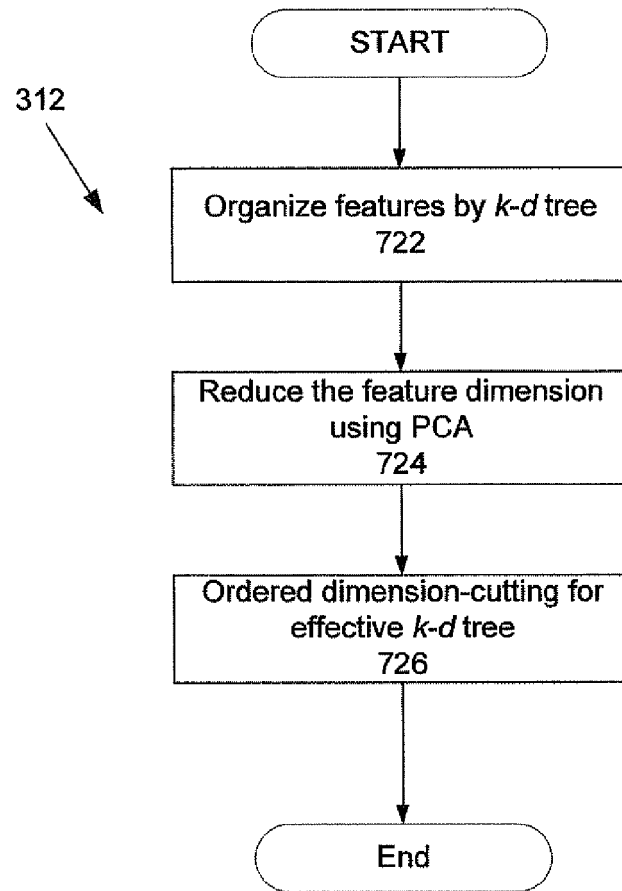 START
312
Organize features by k-d tree
722
Reduce the feature dimension
using PCA
724
Ordered dimension-cutting for
effective k-d tree
726
End